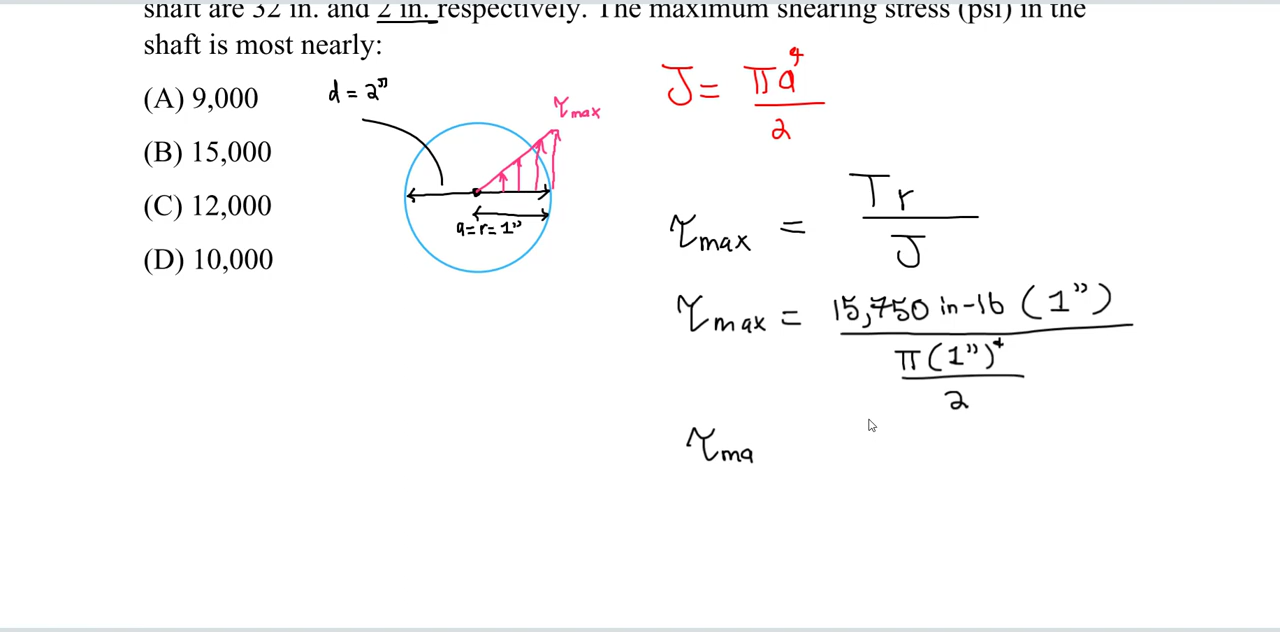 shaft are 32 in. and 2 in. respectively. The maximum shearing stress (psi) in the
shaft is most nearly:
(A) 9,000
(B) 15,000
(C) 12,000
(D) 10,000
d = 2"
τmax
a=r=1"
J = πa⁴/2
τmax = Tr/J
τmax = 15,750 in-lb (1") / π(1")⁴/2
τma